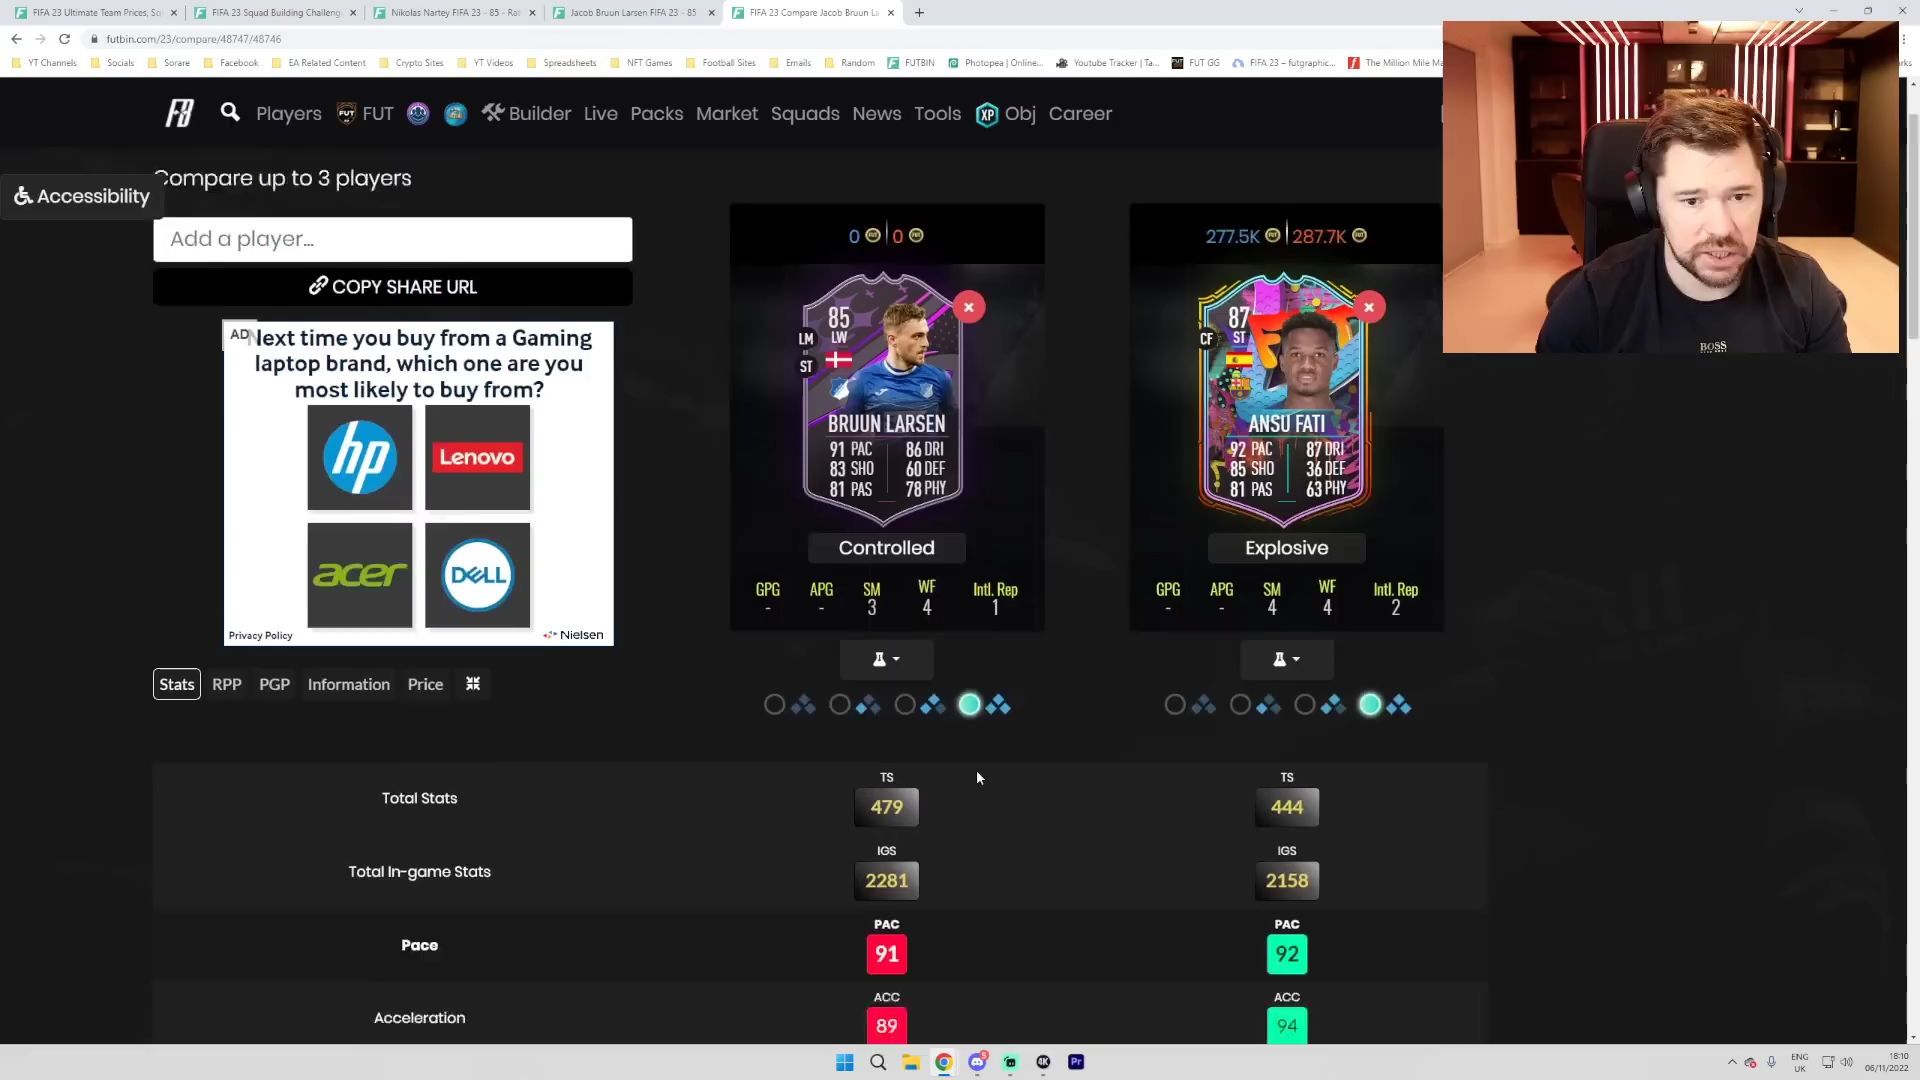 FIFA 23 Ultimate Team Prices, Sq
FIFA 23 Squad Building Challeng
Nikolas Nartey FIFA 23 - 85 - Rat
Jacob Bruun Larsen FIFA 23 - 85
FIFA 23 Compare Jacob Bruun La
futbin.com/23/compare/48747/48746
YT Channels
Socials
Sorare
Facebook
EA Related Content
Crypto Sites
YT Videos
Spreadsheets
NFT Games
Football Sites
Emails
Random
FUTBIN
Photopea | Online...
Youtube Tracker | Ta...
FUT GG
FIFA 23 – futgraphic...
The Million Mile Ma
Players
FUT
Builder
Live
Packs
Market
Squads
News
Tools
XP Obj
Career
Accessibility
Compare up to 3 players
Add a player...
COPY SHARE URL
AD
Next time you buy from a Gaming
laptop brand, which one are you
most likely to buy from?
hp
Lenovo
acer
DELL
Privacy Policy
Nielsen
0 | 0
85
LW
LM
ST
BRUUN LARSEN
91 PAC 86 DRI
83 SHO 60 DEF
81 PAS 78 PHY
Controlled
GPG APG SM WF Intl. Rep
- - 3 4 1
277.5K | 287.7K
87
ST
CF
FUT
ANSU FATI
92 PAC 87 DRI
85 SHO 36 DEF
81 PAS 63 PHY
Explosive
GPG APG SM WF Intl. Rep
- - 4 4 2
BOSS
Stats
RPP
PGP
Information
Price
Total Stats
TS
479
TS
444
Total In-game Stats
IGS
2281
IGS
2158
Pace
PAC
91
PAC
92
Acceleration
ACC
89
ACC
94
5
4K
Pr
ENG
UK
18:10
06/11/2022